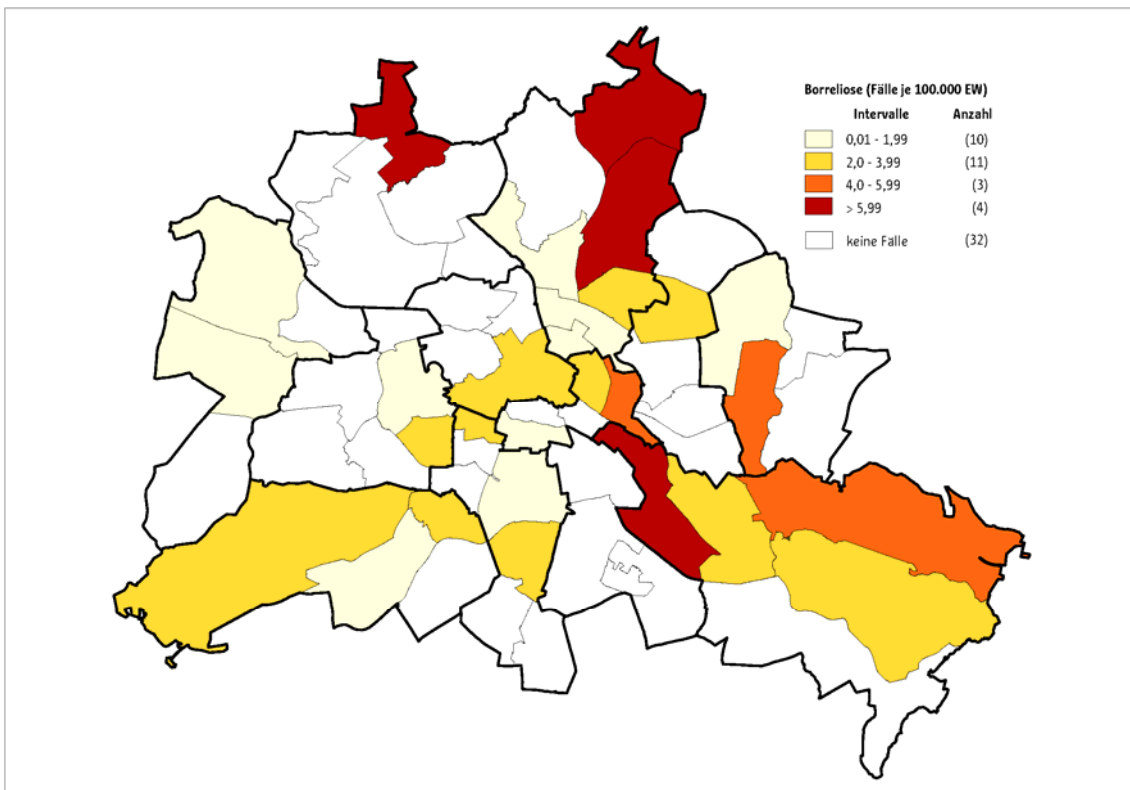 Borreliose (Fälle je 100.000 EW)
Intervalle Anzahl
0,01 - 1,99 (10)
2,0 - 3,99 (11)
4,0 - 5,99 (3)
> 5,99 (4)
keine Fälle (32)